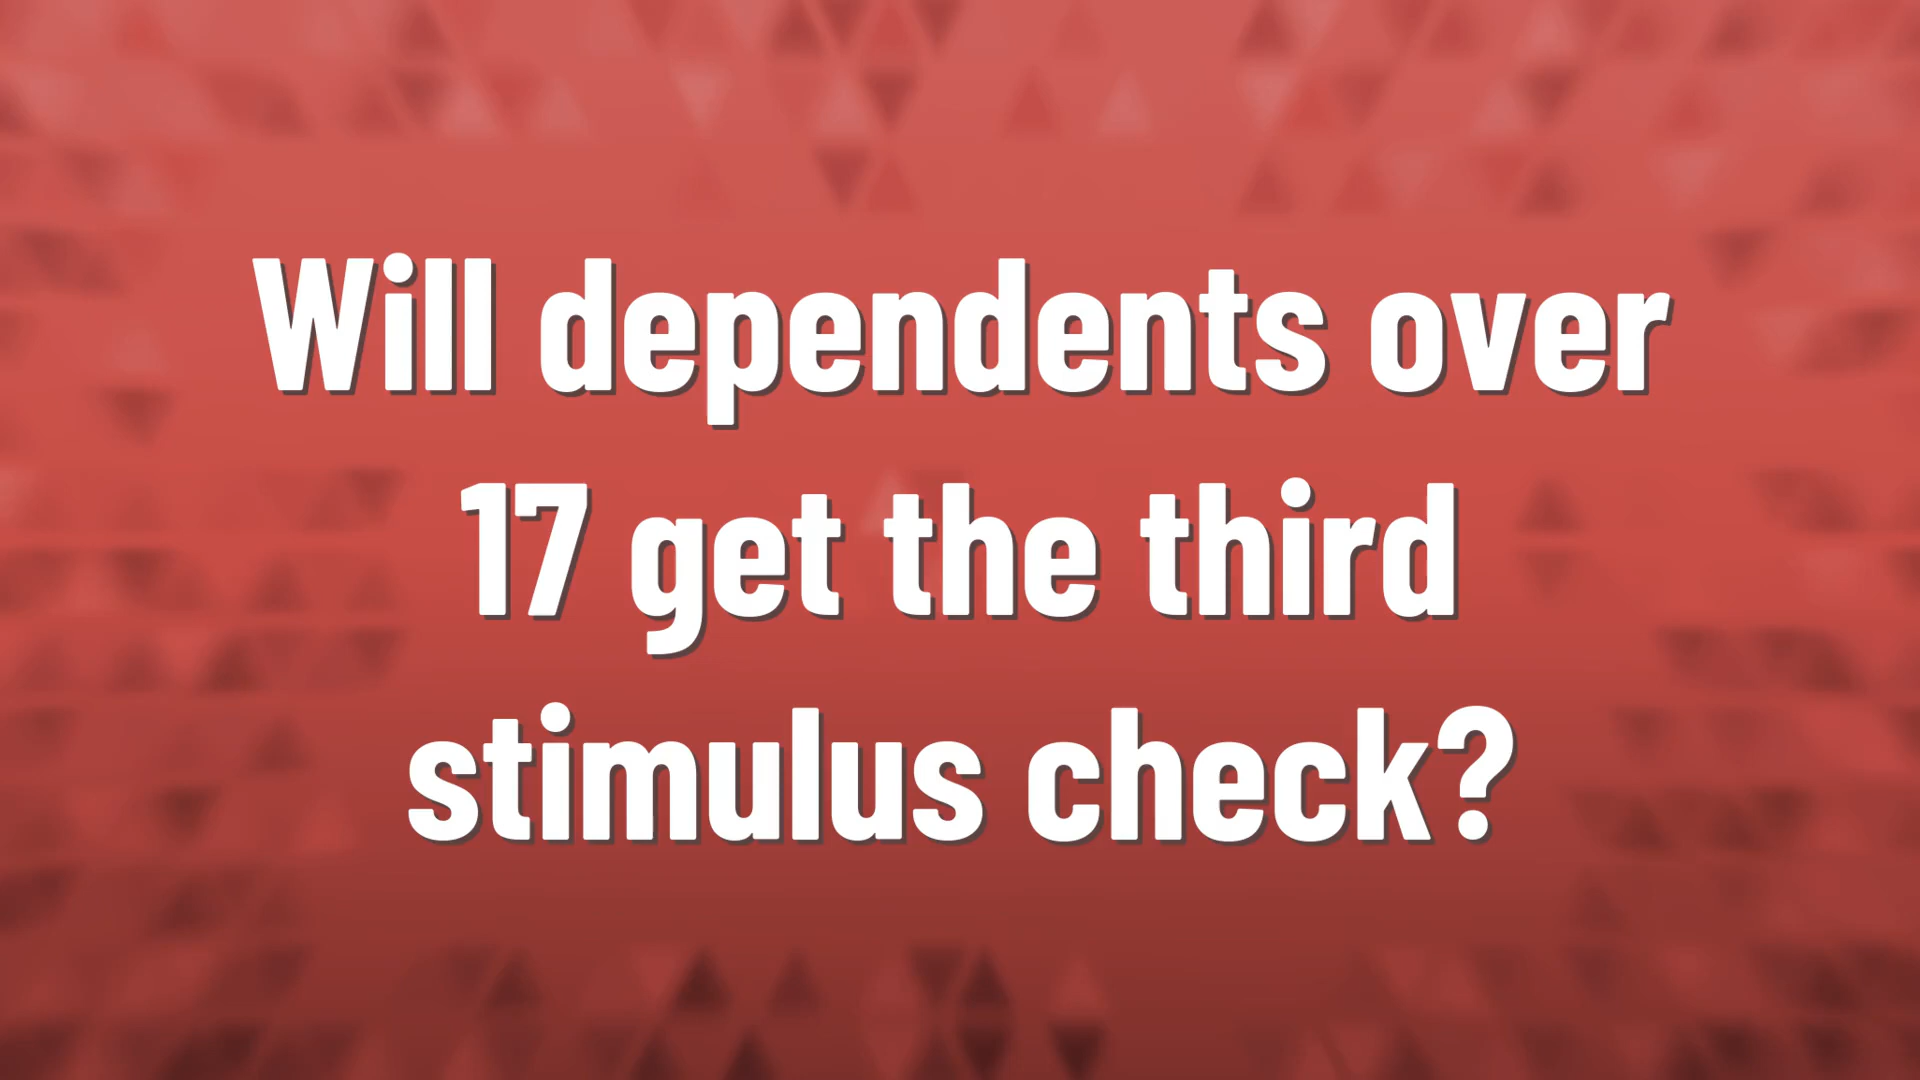 Will dependents over
17 get the third
stimulus check?